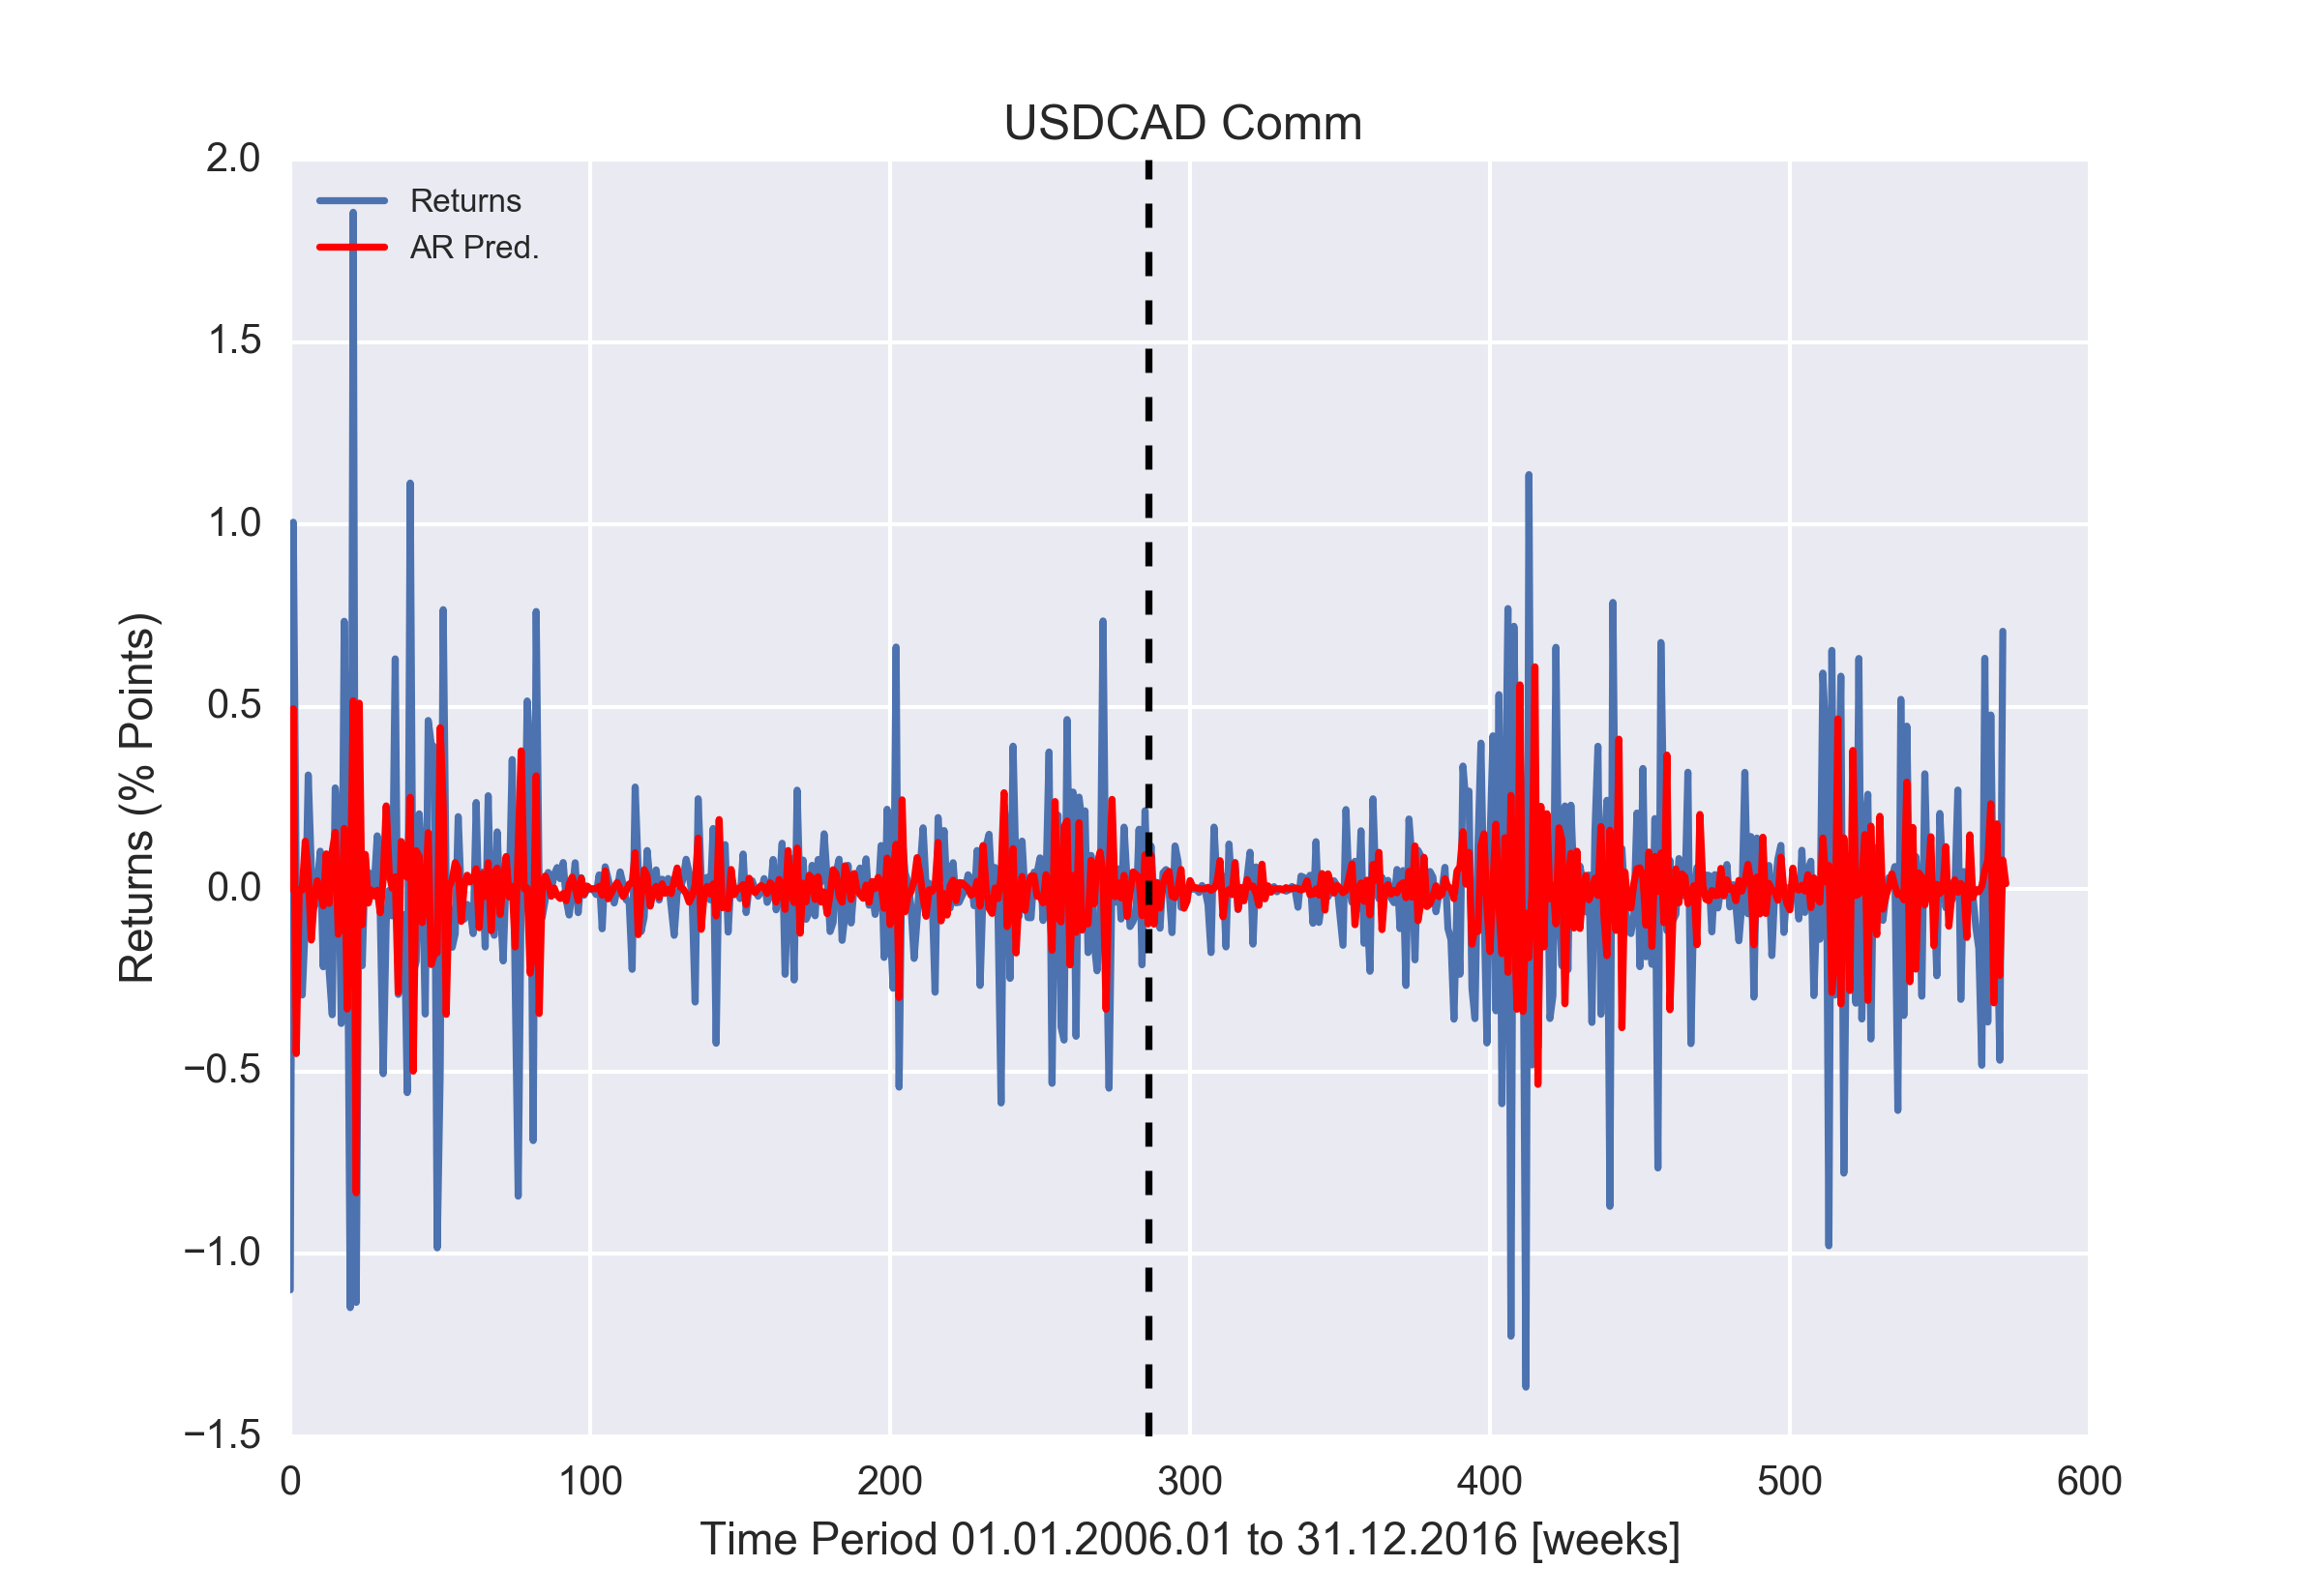 USDCAD Comm
Returns
AR Pred.
2.0
1.5
1.0
0.5
0.0
−0.5
−1.0
−1.5
Returns (% Points)
0 100 200 300 400 500 600
Time Period 01.01.2006.01 to 31.12.2016 [weeks]